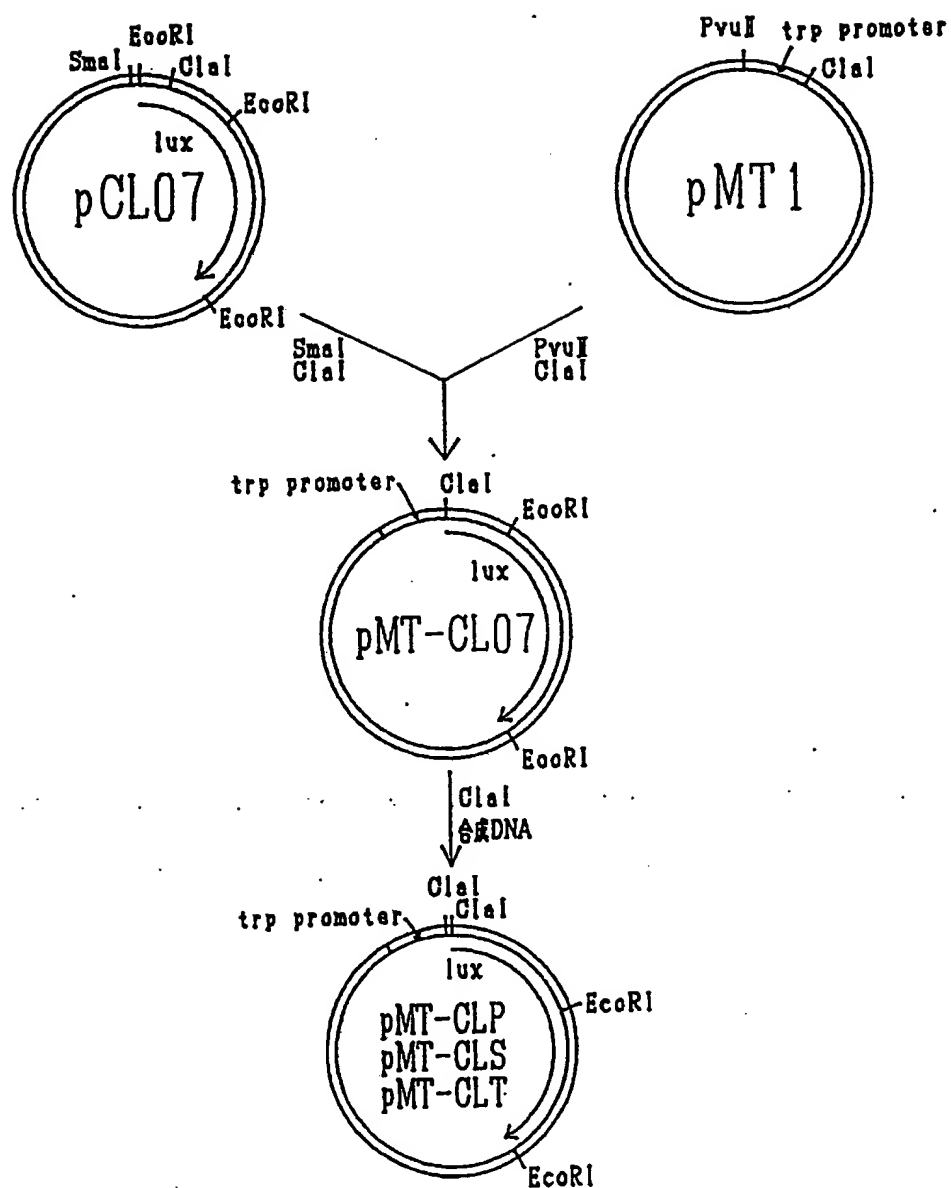 EcoRI
SmaI
ClaI
EcoRI
lux
pCL07
EcoRI
PvuⅡ
trp promoter
ClaI
pMT1
SmaI
ClaI
PvuⅡ
ClaI
trp promoter
ClaI
EcoRI
lux
pMT-CL07
EcoRI
ClaI
合成DNA
ClaI
ClaI
trp promoter
lux
EcoRI
pMT-CLP
pMT-CLS
pMT-CLT
EcoRI